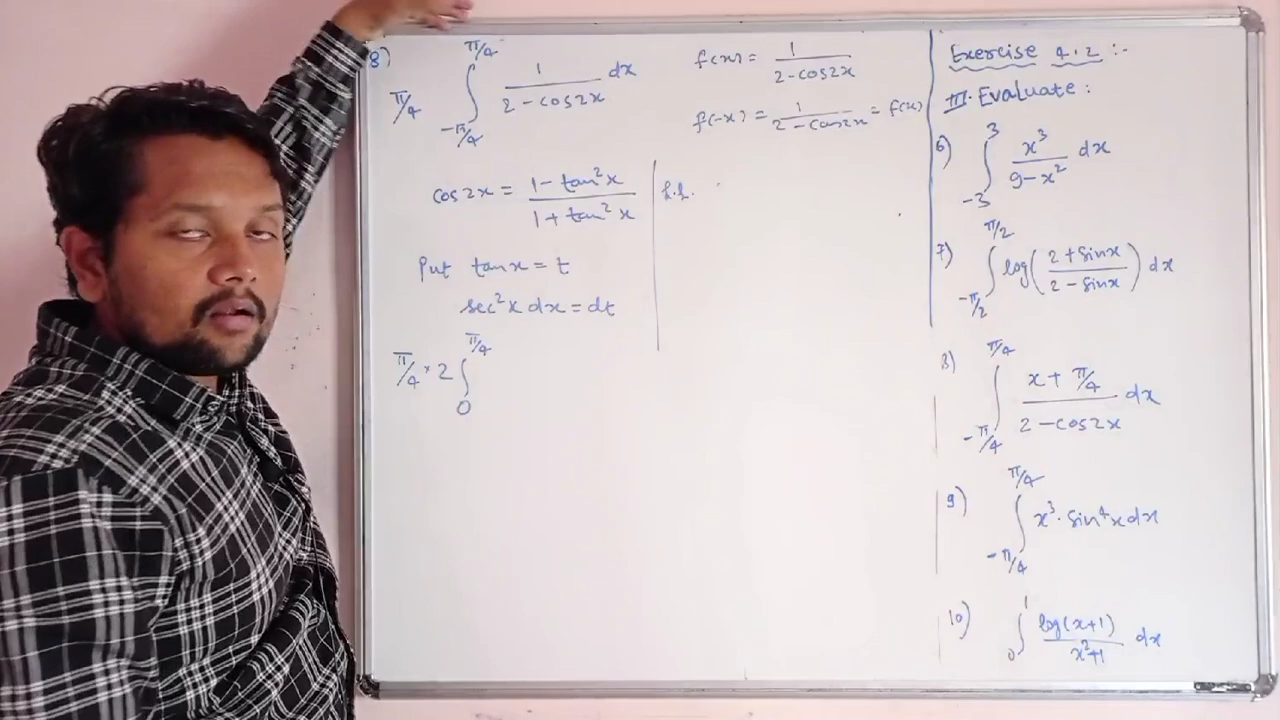 8) π/4 ∫_{-π/4}^{π/4} 1/(2-cos2x) dx
f(x) = 1/(2-cos2x)
f(-x) = 1/(2-cos2x) = f(x)
cos2x = (1-tan²x)/(1+tan²x)
Put tanx = t
sec²x dx = dt
π/4 × 2 ∫_0^{π/4}
Exercise 4.2 :-
III. Evaluate :
6) ∫_{-3}^{3} x³/(9-x²) dx
7) ∫_{-π/2}^{π/2} log((2+sinx)/(2-sinx)) dx
8) ∫_{-π/4}^{π/4} (x+π/4)/(2-cos2x) dx
9) ∫_{-π/4}^{π/4} x³·sin⁴x dx
10) ∫_0^1 log(x+1)/(x²+1) dx